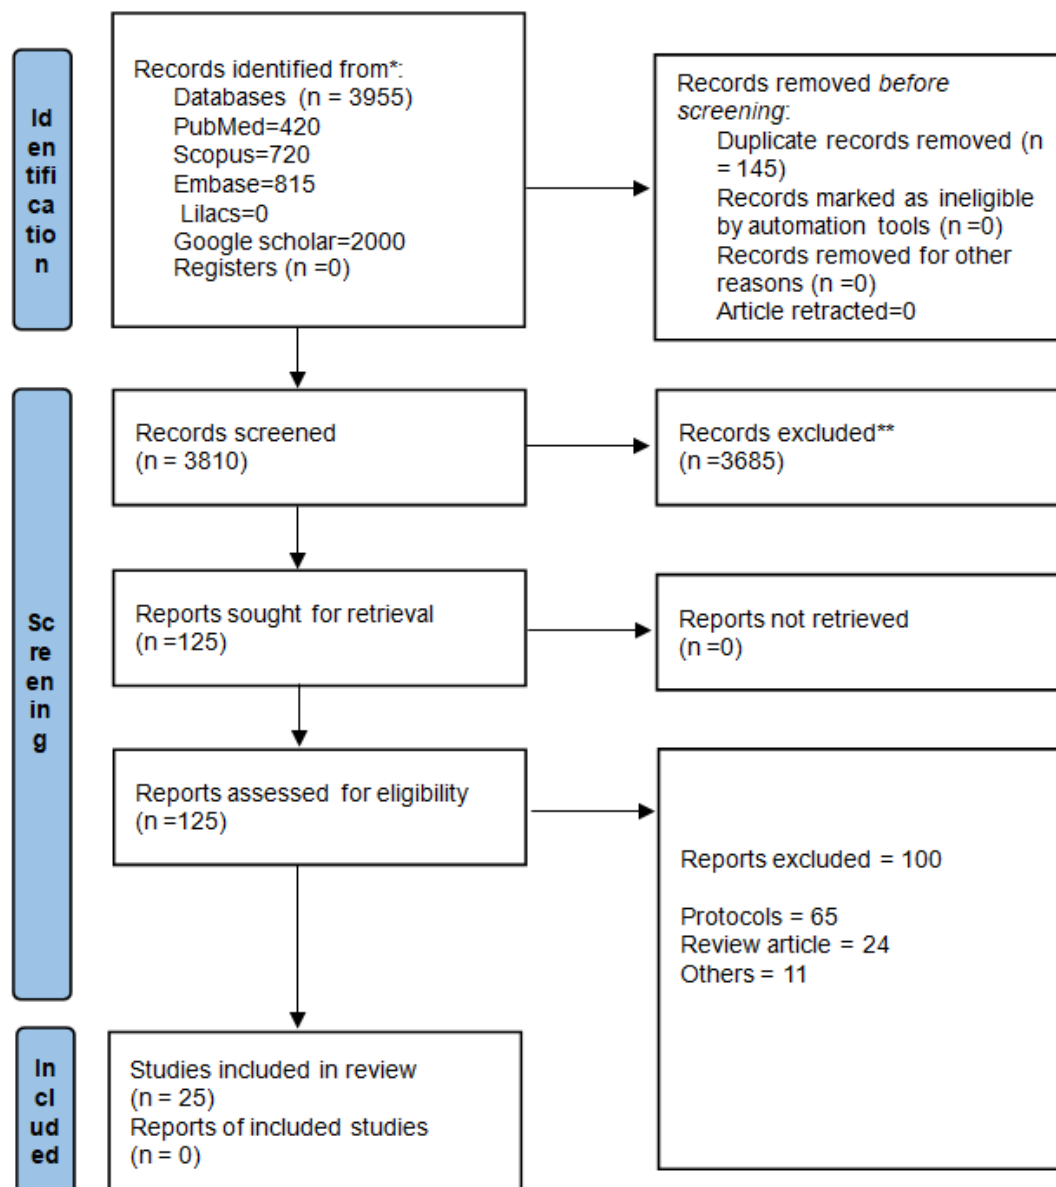 Id
en
tifi
ca
tio
n
Records identified from*:
Databases (n = 3955)
PubMed=420
Scopus=720
Embase=815
Lilacs=0
Google scholar=2000
Registers (n =0)
Records removed before
screening:
Duplicate records removed (n
= 145)
Records marked as ineligible
by automation tools (n =0)
Records removed for other
reasons (n =0)
Article retracted=0
Sc
re
en
in
g
Records screened
(n = 3810)
Records excluded**
(n =3685)
Reports sought for retrieval
(n =125)
Reports not retrieved
(n =0)
Reports assessed for eligibility
(n =125)
Reports excluded = 100
Protocols = 65
Review article = 24
Others = 11
In
cl
ud
ed
Studies included in review
(n = 25)
Reports of included studies
(n = 0)